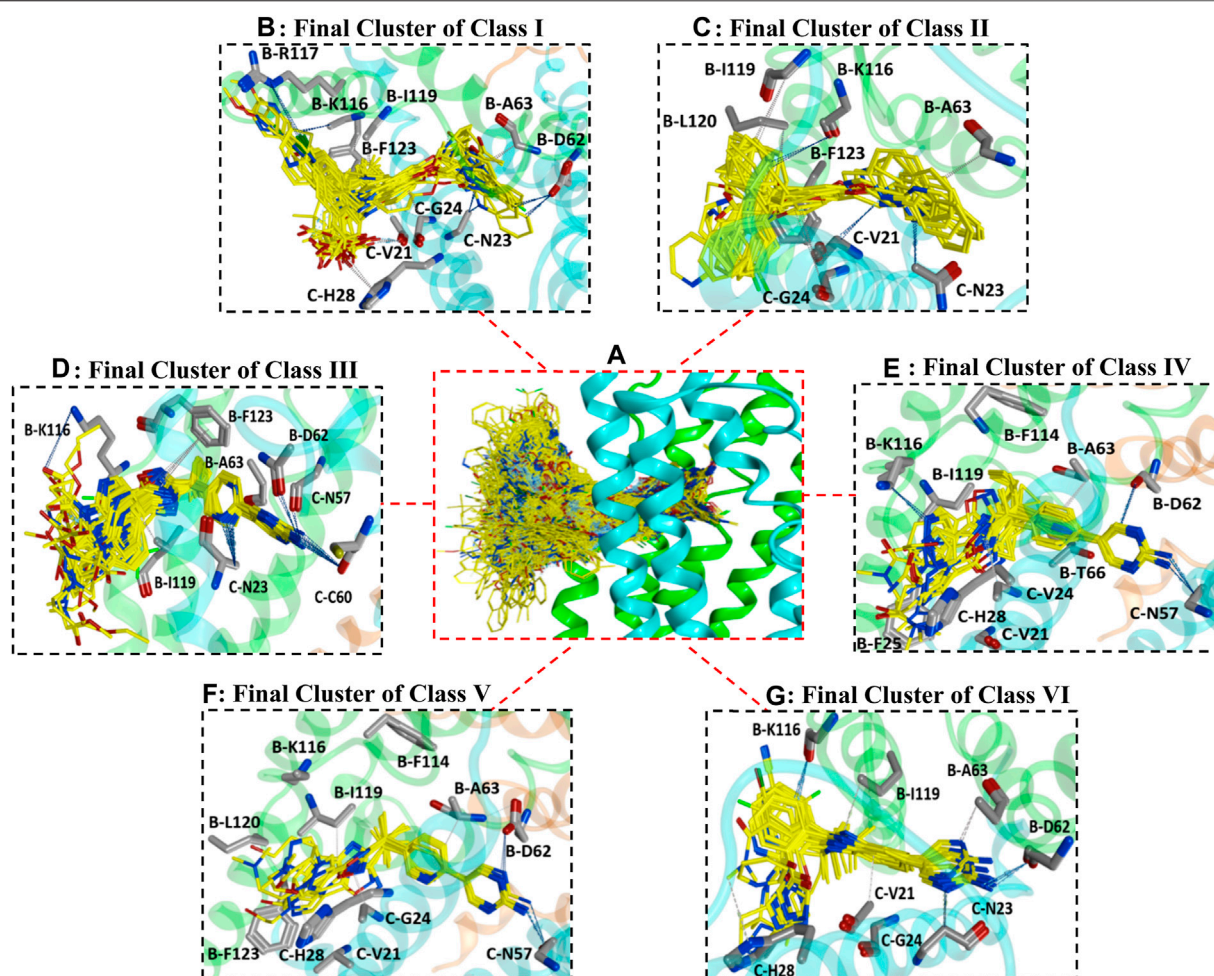 B: Final Cluster of Class I
B-R117
B-K116
B-I119
B-F123
B-A63
B-D62
C-G24
C-N23
C-V21
C-H28
C: Final Cluster of Class II
B-I119
B-K116
B-L120
B-F123
B-A63
C-V21
C-G24
C-N23
D: Final Cluster of Class III
B-K116
B-F123
B-D62
B-A63
C-N57
B-I119
C-N23
C-C60
A
E : Final Cluster of Class IV
B-K116
B-F114
B-I119
B-A63
B-D62
B-T66
C-V24
C-H28
C-N57
C-V21
B-F25
F: Final Cluster of Class V
B-K116
B-F114
B-I119
B-A63
B-L120
B-D62
C-G24
B-F123
C-H28
C-V21
C-N57
G: Final Cluster of Class VI
B-K116
B-I119
B-A63
B-D62
C-V21
C-N23
C-G24
C-H28